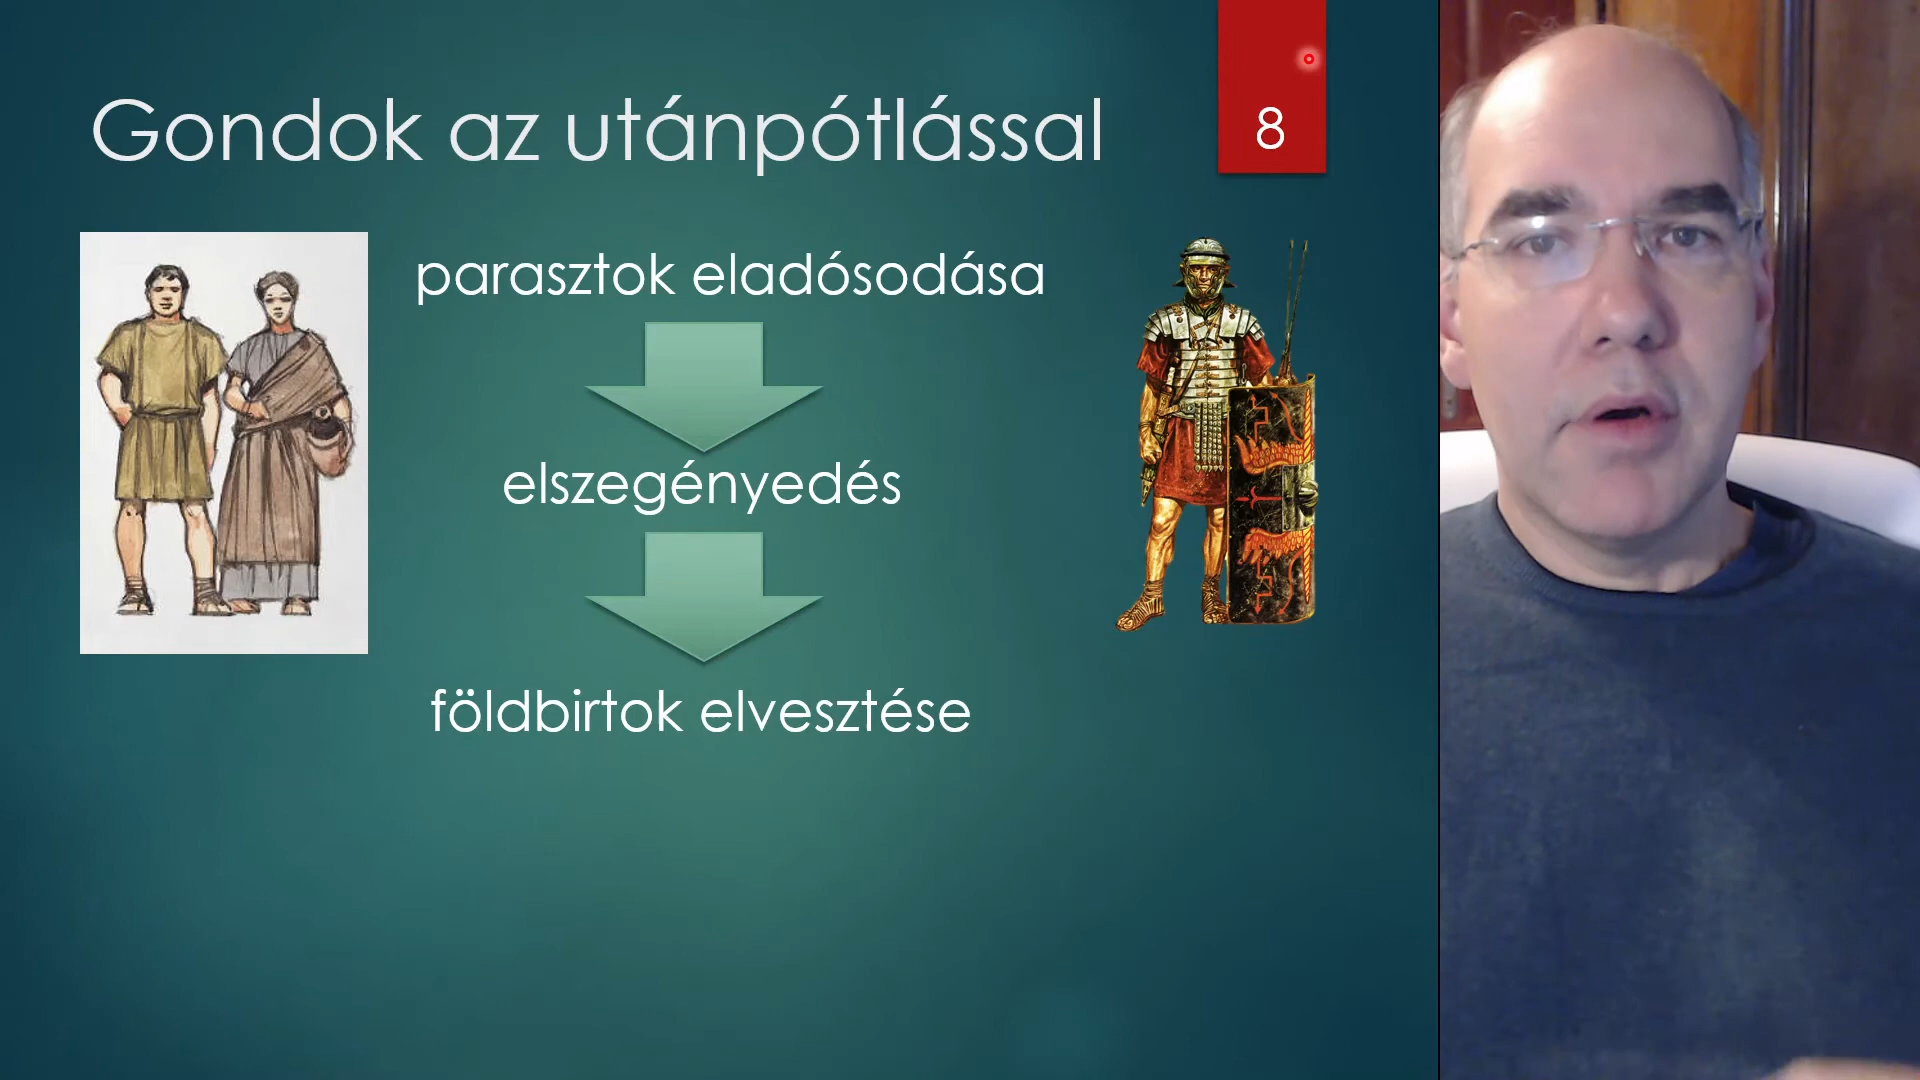 Gondok az utánpótlással
8
parasztok eladósodása
elszegényedés
földbirtok elvesztése